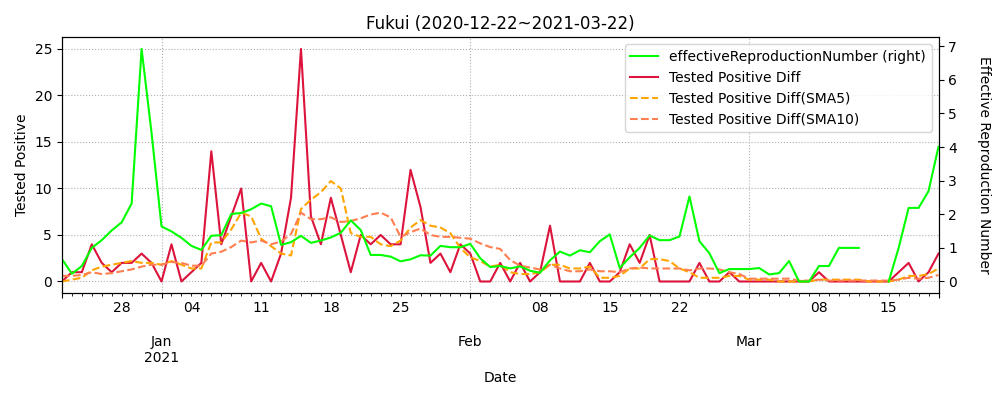 Fukui (2020-12-22~2021-03-22)
effectiveReproductionNumber (right)
Tested Positive Diff
Tested Positive Diff(SMA5)
Tested Positive Diff(SMA10)
Tested Positive
25
20
15
10
5
0
7
6
5
4
3
2
1
0
Effective Reproduction Number
28 04 11 18 25 08 15 22 08 15
Jan Feb Mar
2021
Date